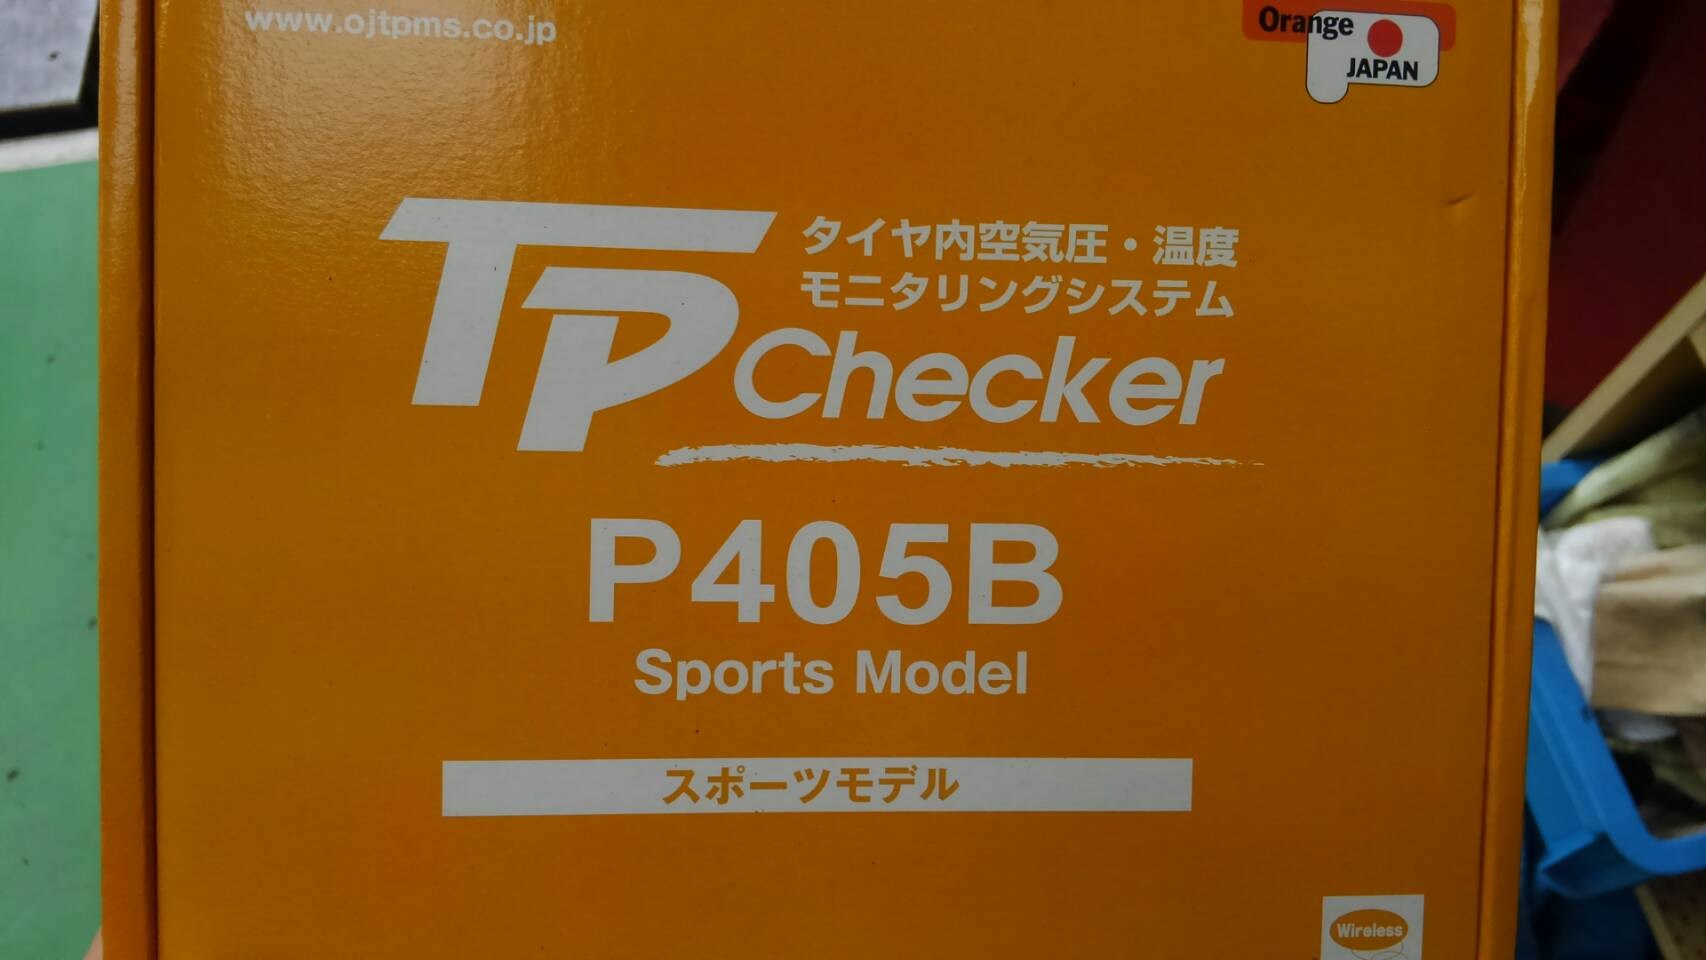 www.ojtpms.co.jp
Orange
JAPAN
タイヤ内空気圧・温度
モニタリングシステム
TP Checker
P405B
Sports Model
スポーツモデル
Wireless